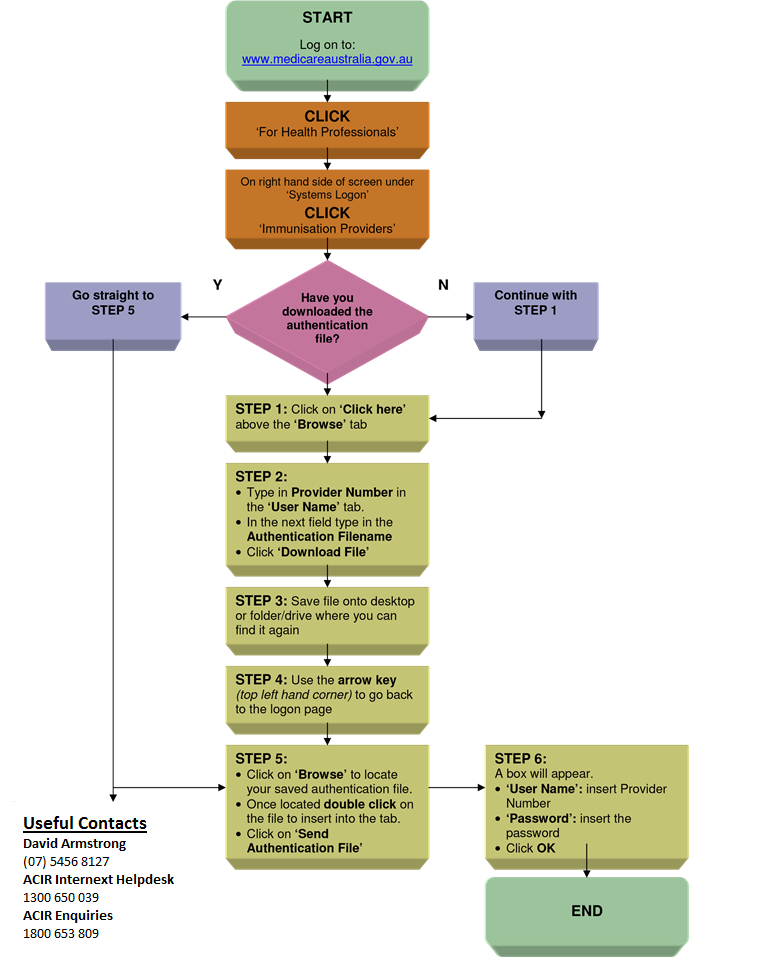 START
Log on to:
www.medicareaustralia.gov.au
CLICK
‘For Health Professionals’
On right hand side of screen under
‘Systems Logon’
CLICK
‘Immunisation Providers’
Y
N
Go straight to
STEP 5
Have you
downloaded the
authentication
file?
Continue with
STEP 1
STEP 1: Click on ‘Click here’
above the ‘Browse’ tab
STEP 2:
• Type in Provider Number in
the ‘User Name’ tab.
• In the next field type in the
Authentication Filename
• Click ‘Download File’
STEP 3: Save file onto desktop
or folder/drive where you can
find it again
STEP 4: Use the arrow key
(top left hand corner) to go back
to the logon page
STEP 5:
• Click on ‘Browse’ to locate
your saved authentication file.
• Once located double click on
the file to insert into the tab.
• Click on ‘Send
Authentication File’
STEP 6:
A box will appear.
• ‘User Name’: insert Provider
Number
• ‘Password’: insert the
password
• Click OK
END
Useful Contacts
David Armstrong
(07) 5456 8127
ACIR Internext Helpdesk
1300 650 039
ACIR Enquiries
1800 653 809